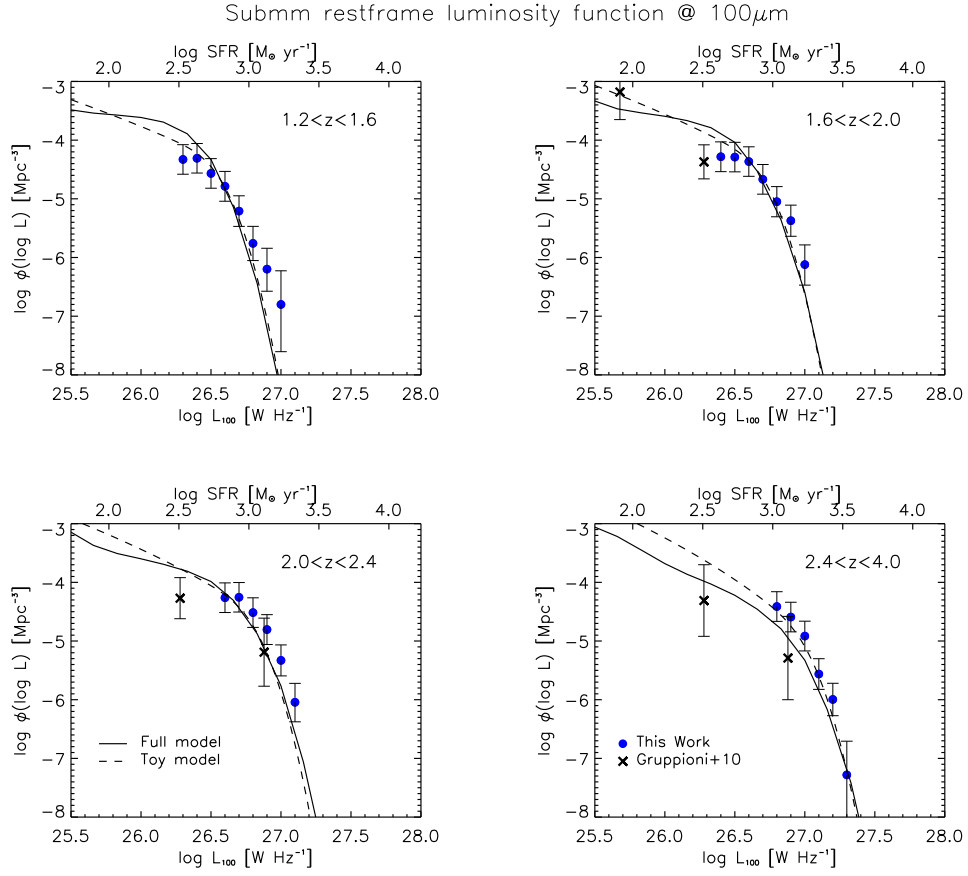 Submm restframe luminosity function @ 100μm
log SFR [M⊙ yr⁻¹]
2.0 2.5 3.0 3.5 4.0
1.2<z<1.6
log φ(log L) [Mpc⁻³]
-3
-4
-5
-6
-7
-8
25.5 26.0 26.5 27.0 27.5 28.0
log L₁₀₀ [W Hz⁻¹]
log SFR [M⊙ yr⁻¹]
2.0 2.5 3.0 3.5 4.0
1.6<z<2.0
log φ(log L) [Mpc⁻³]
-3
-4
-5
-6
-7
-8
25.5 26.0 26.5 27.0 27.5 28.0
log L₁₀₀ [W Hz⁻¹]
log SFR [M⊙ yr⁻¹]
2.0 2.5 3.0 3.5 4.0
2.0<z<2.4
log φ(log L) [Mpc⁻³]
-3
-4
-5
-6
-7
-8
Full model
Toy model
25.5 26.0 26.5 27.0 27.5 28.0
log L₁₀₀ [W Hz⁻¹]
log SFR [M⊙ yr⁻¹]
2.0 2.5 3.0 3.5 4.0
2.4<z<4.0
log φ(log L) [Mpc⁻³]
-3
-4
-5
-6
-7
-8
This Work
Gruppioni+10
25.5 26.0 26.5 27.0 27.5 28.0
log L₁₀₀ [W Hz⁻¹]